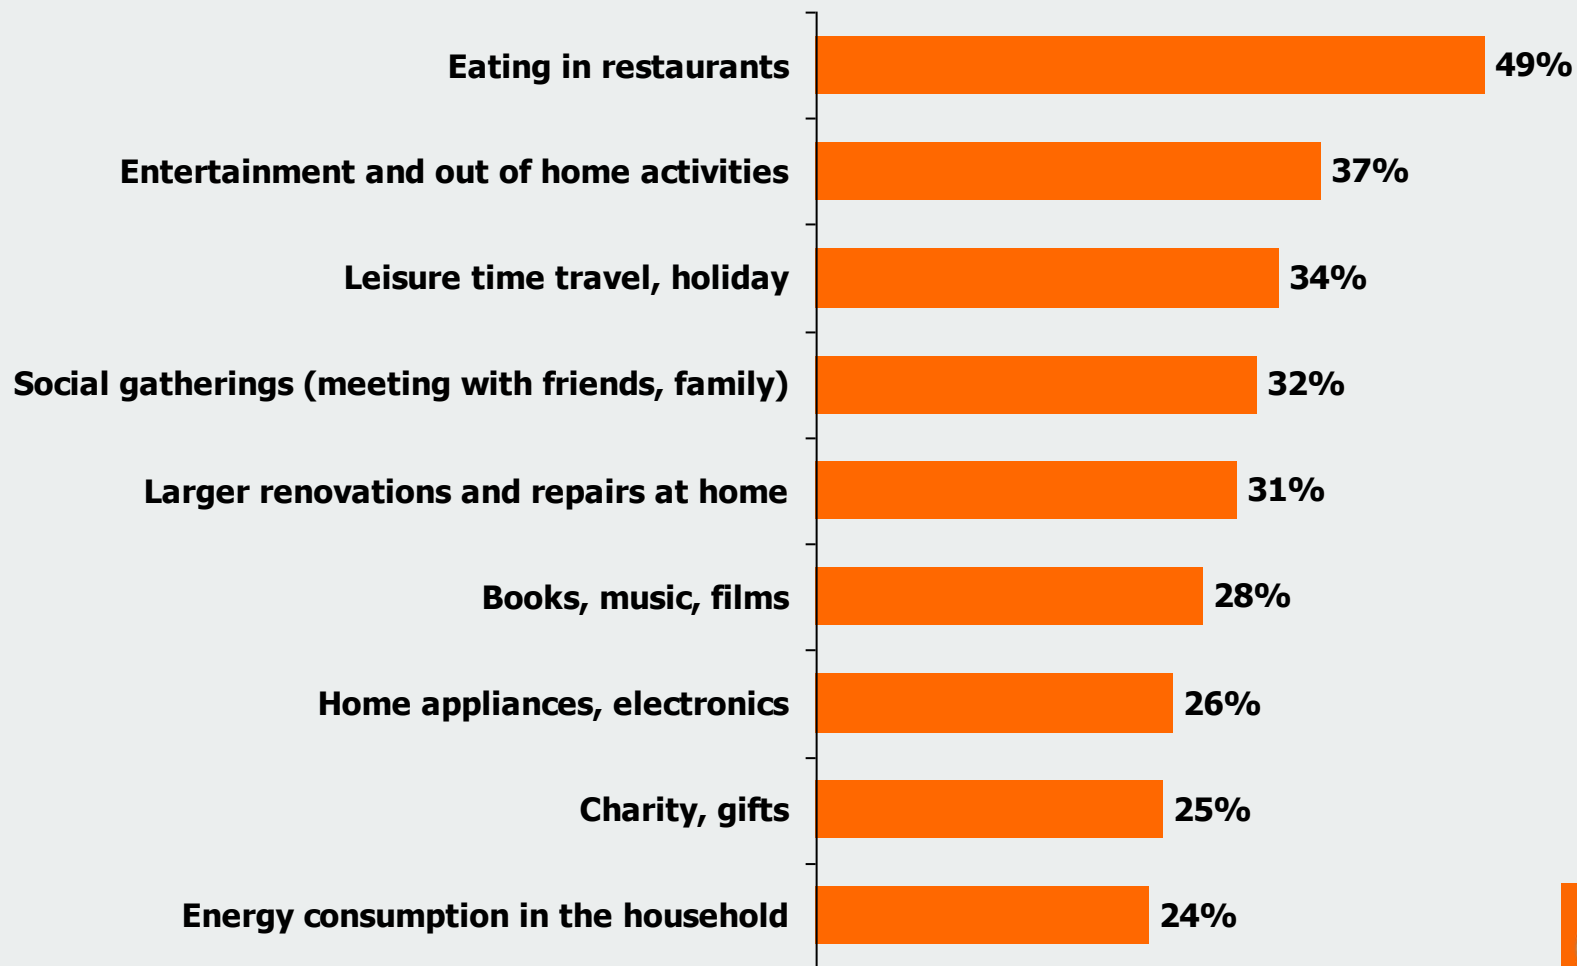 Eating in restaurants 49%
Entertainment and out of home activities 37%
Leisure time travel, holiday 34%
Social gatherings (meeting with friends, family) 32%
Larger renovations and repairs at home 31%
Books, music, films 28%
Home appliances, electronics 26%
Charity, gifts 25%
Energy consumption in the household 24%